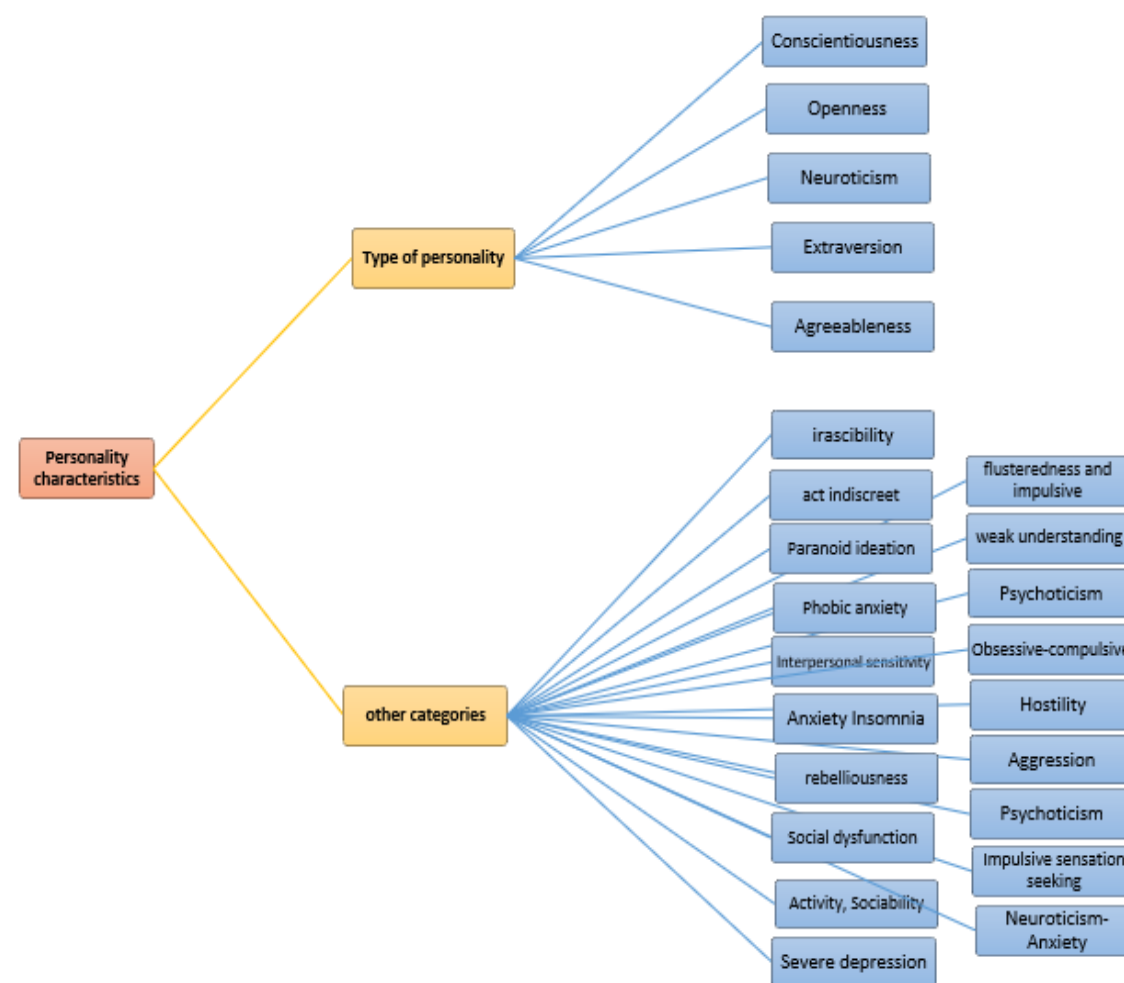 Conscientiousness
Openness
Neuroticism
Extraversion
Agreeableness
Type of personality
Personality
characteristics
other categories
irascibility
act indiscreet
Paranoid ideation
Phobic anxiety
Interpersonal sensitivity
Anxiety Insomnia
rebelliousness
Social dysfunction
Activity, Sociability
Severe depression
flusteredness and
impulsive
weak understanding
Psychoticism
Obsessive-compulsive
Hostility
Aggression
Psychoticism
Impulsive sensation
seeking
Neuroticism-
Anxiety